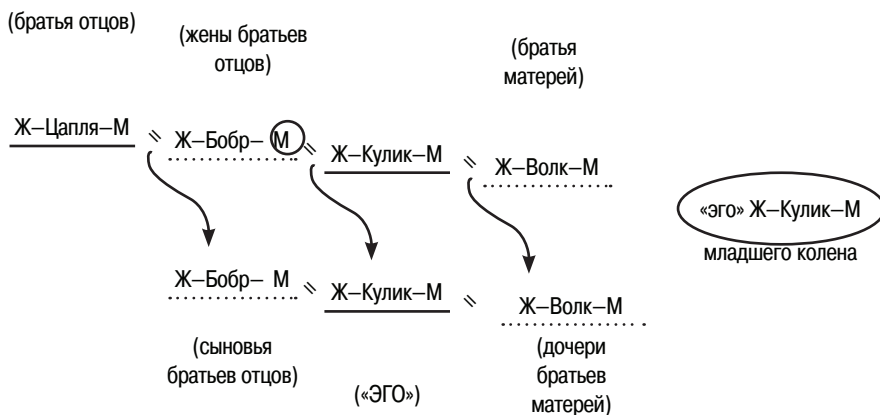 (братья отцов)
(жены братьев
отцов)
(братья
матерей)
Ж–Цапля–М
Ж–Бобр– М
Ж–Кулик–М
Ж–Волк–М
«эго» Ж–Кулик–М
младшего колена
Ж–Бобр– М
Ж–Кулик–М
Ж–Волк–М
(сыновья
братьев отцов)
(«ЭГО»)
(дочери
братьев
матерей)